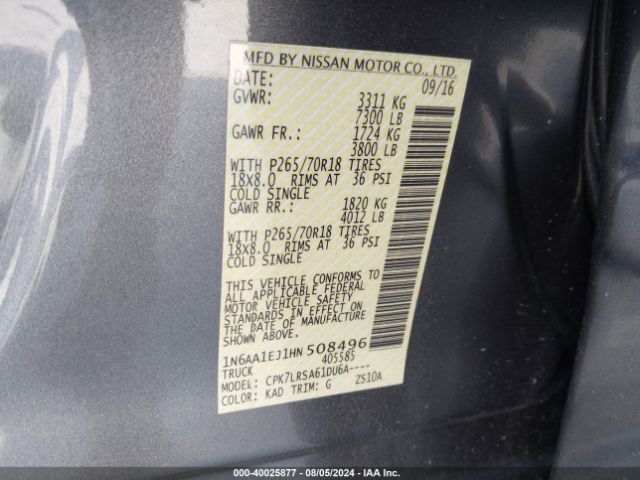 MFD BY NISSAN MOTOR CO., LTD.
DATE: 09/16
GVWR: 3311 KG
7300 LB
GAWR FR.: 1724 KG
3800 LB
WITH P265/70R18 TIRES
18X8.0 RIMS AT 36 PSI
COLD SINGLE
GAWR RR.: 1820 KG
4012 LB
WITH P265/70R18 TIRES
18X8.0 RIMS AT 36 PSI
COLD SINGLE
THIS VEHICLE CONFORMS TO
ALL APPLICABLE FEDERAL
MOTOR VEHICLE SAFETY
STANDARDS IN EFFECT ON
THE DATE OF MANUFACTURE
SHOWN ABOVE.
1N6AA1EJ1HN508496
TRUCK 405585
MODEL: CPK7LRSA61DU6A----
COLOR: KAD TRIM: G ZS10A
000-40025877 - 08/05/2024 - IAA Inc.